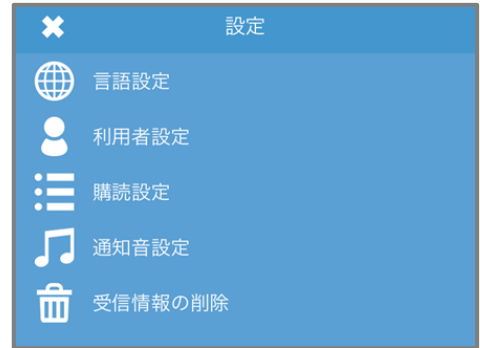 設定
言語設定
利用者設定
購読設定
通知音設定
受信情報の削除